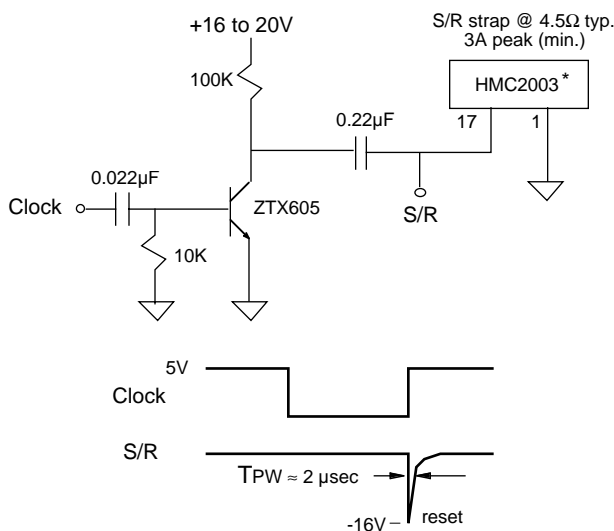 S/R strap @ 4.5Ω typ.
3A peak (min.)
+16 to 20V
HMC2003*
100K
0.22µF
17
1
0.022µF
Clock
ZTX605
S/R
10K
5V
Clock
S/R
TPW ≈ 2 µsec
-16V
reset